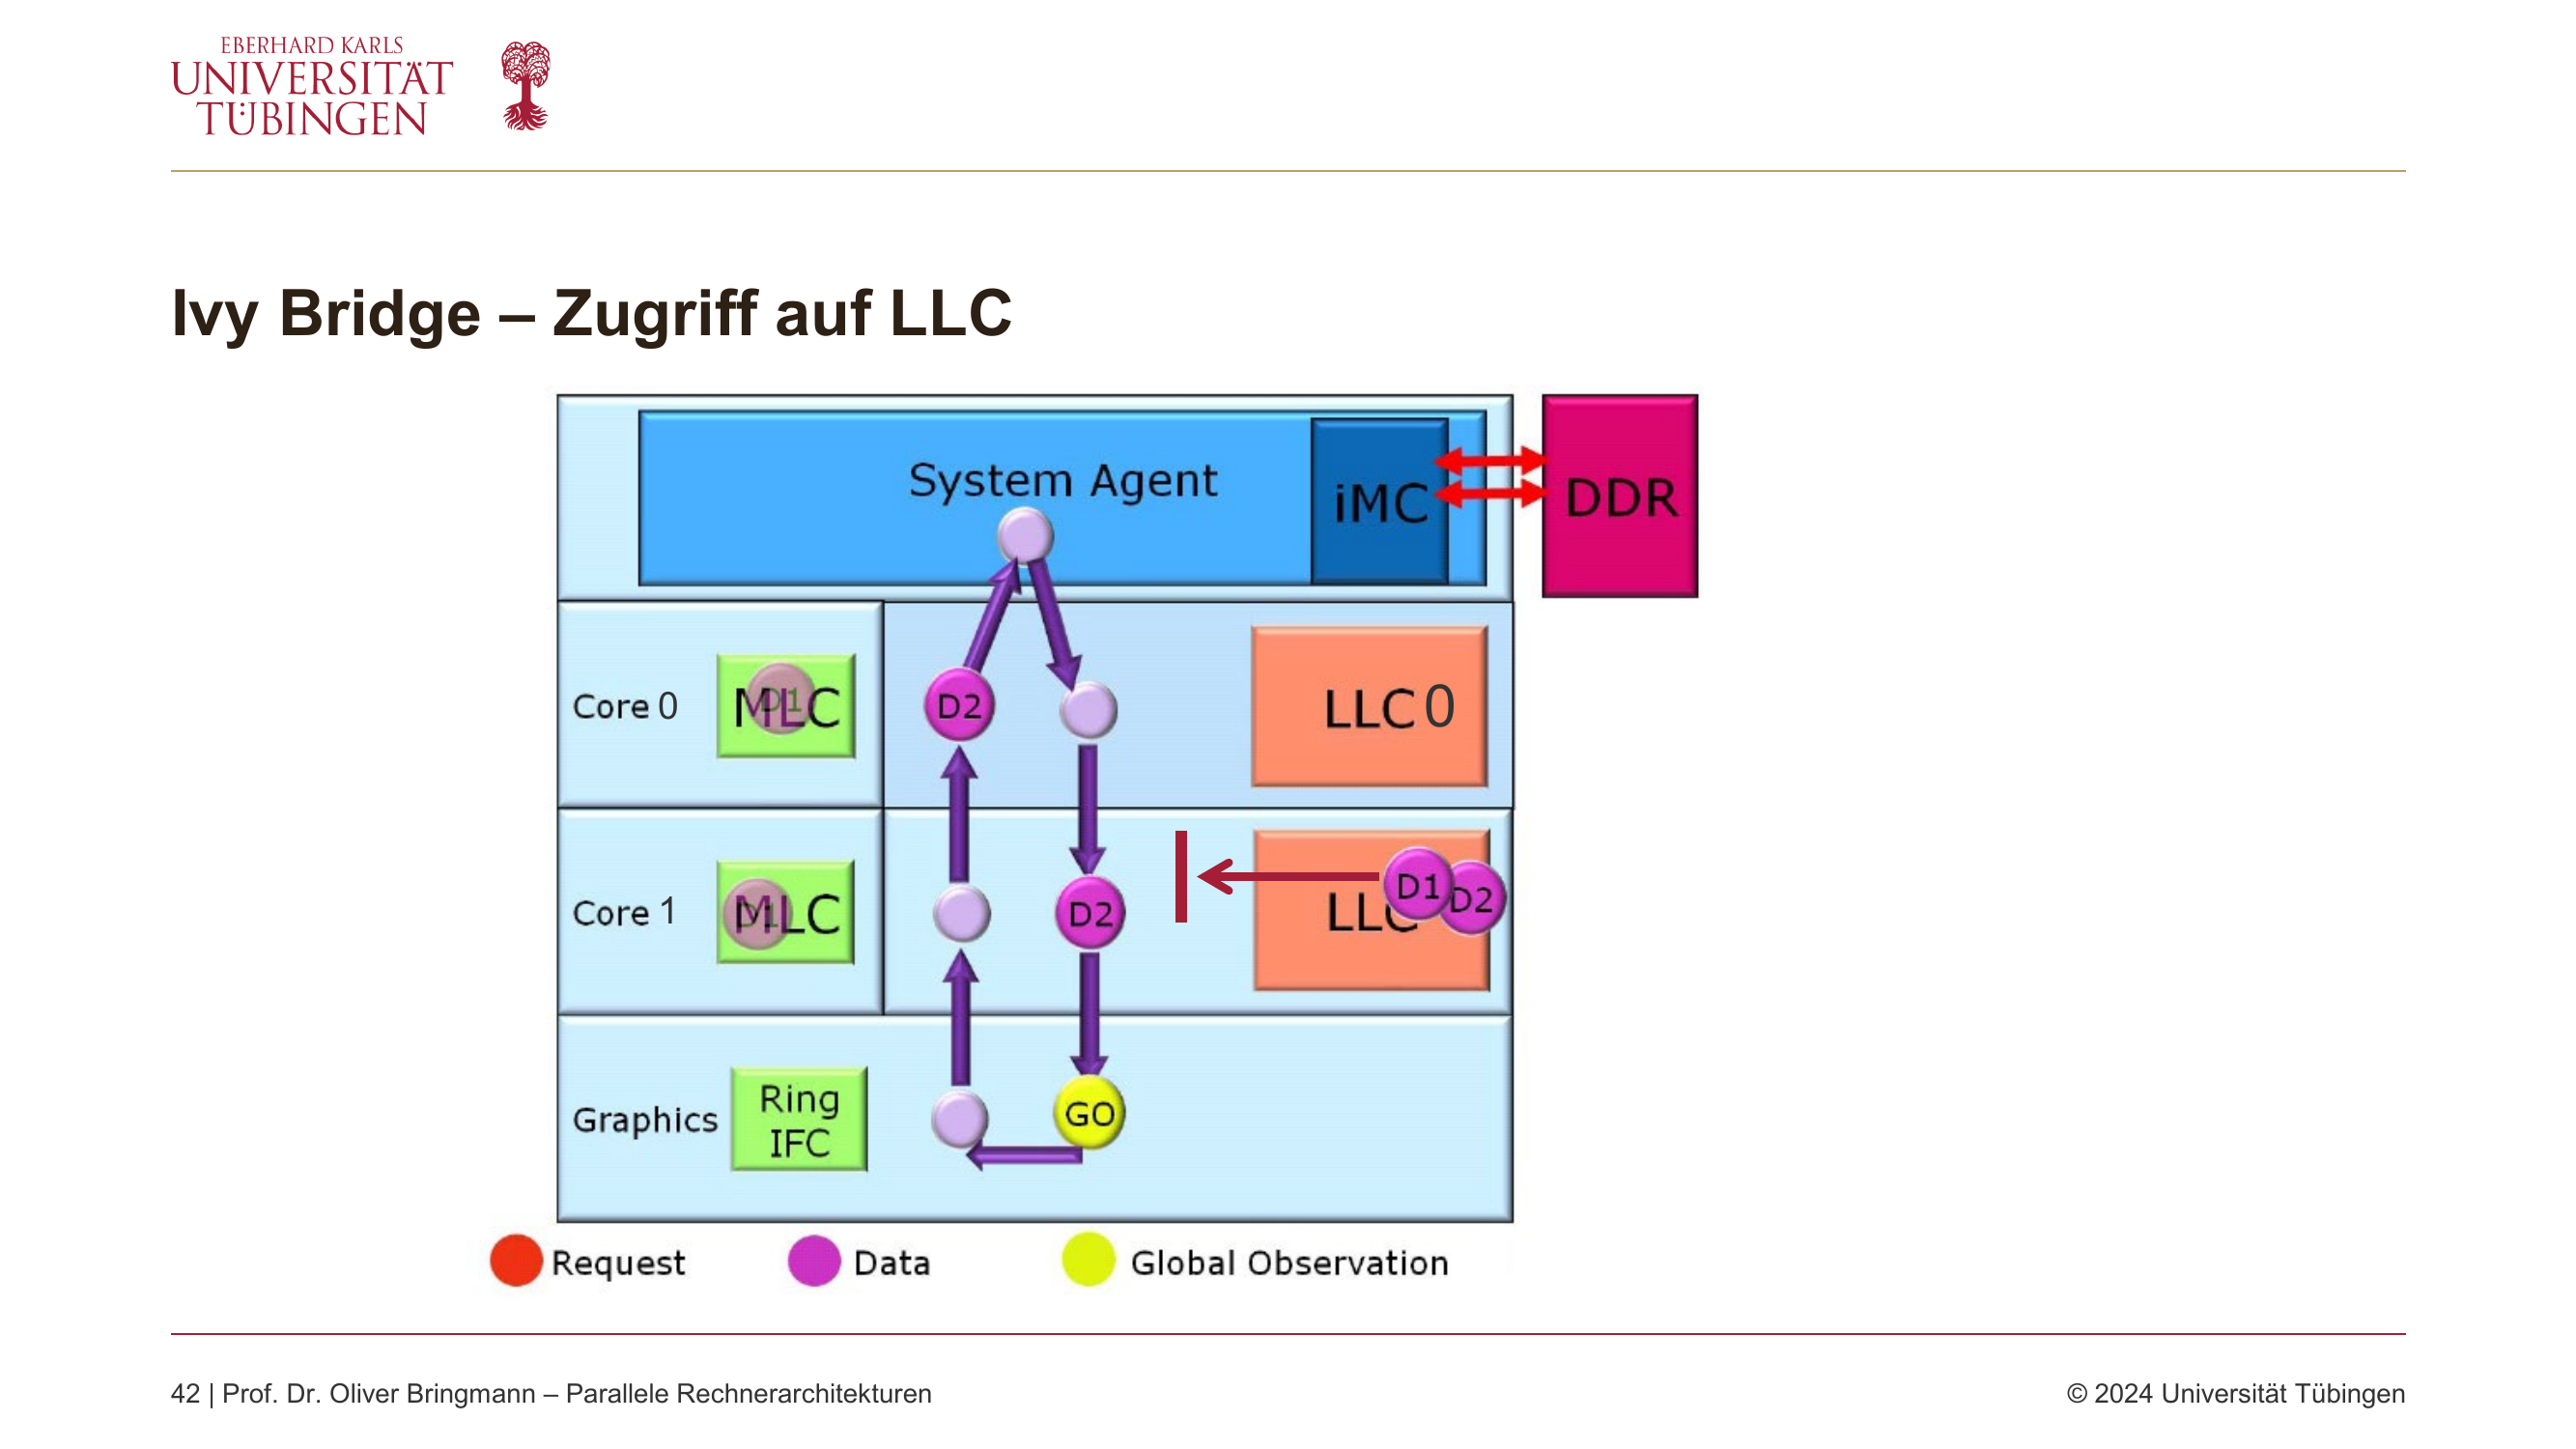 EBERHARD KARLS
UNIVERSITÄT
TÜBINGEN
Ivy Bridge – Zugriff auf LLC
System Agent
iMC
DDR
Core 0
MLC
D1
D2
LLC 0
Core 1
MLC
D1
D2
LLC
D1
D2
Graphics
Ring
IFC
GO
Request
Data
Global Observation
42 | Prof. Dr. Oliver Bringmann – Parallele Rechnerarchitekturen
© 2024 Universität Tübingen